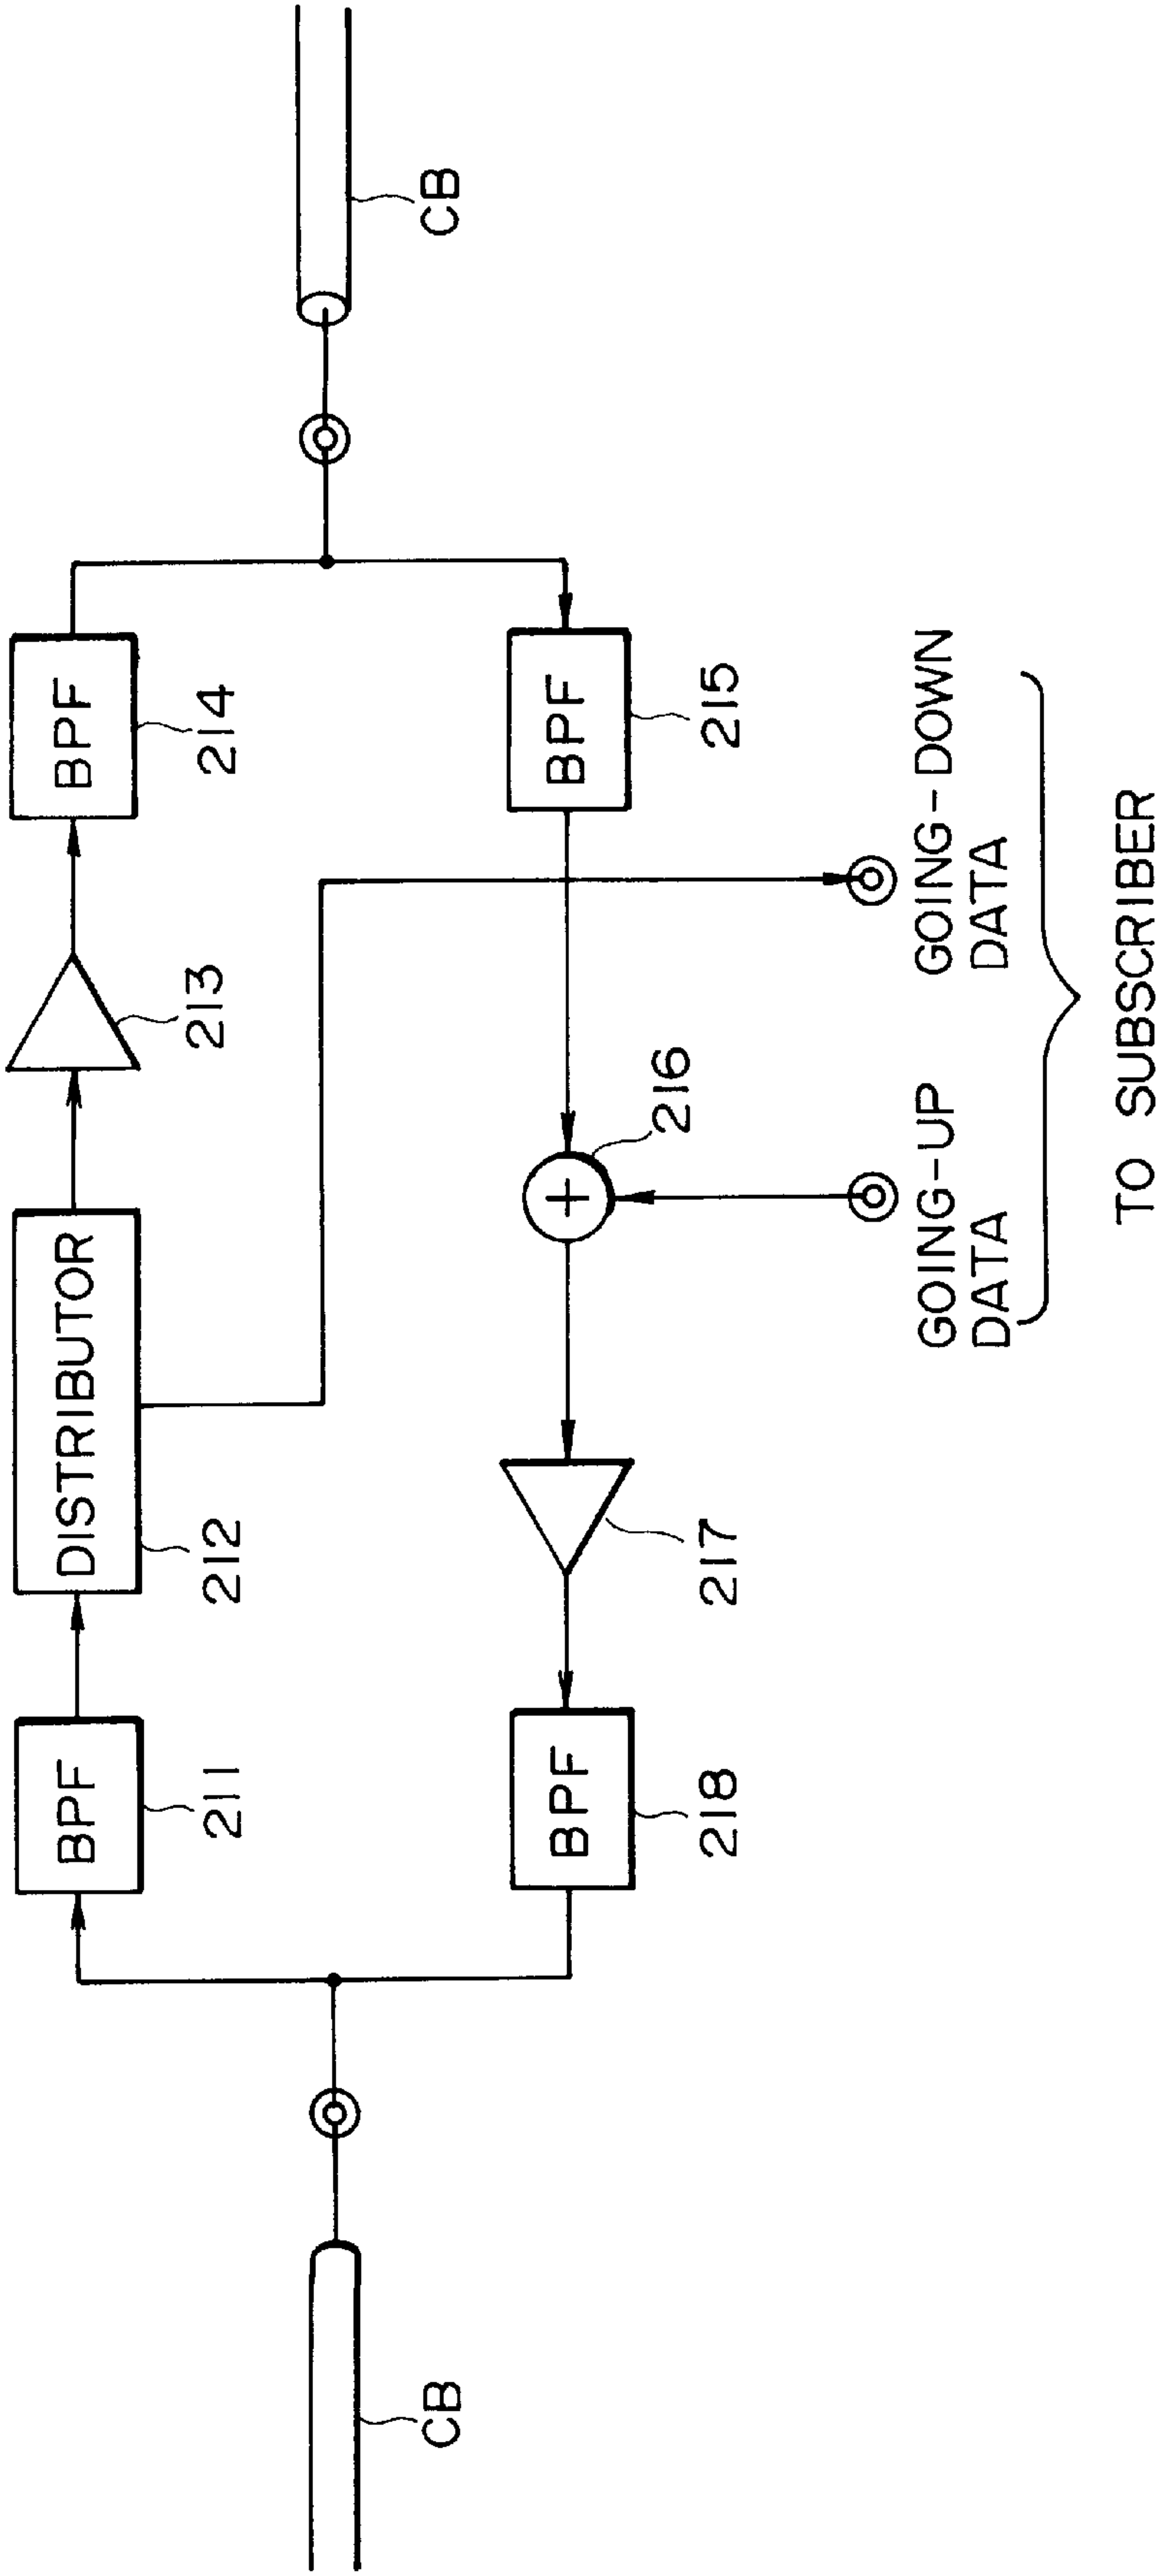 BPF
211
DISTRIBUTOR
212
213
BPF
214
CB
CB
BPF
218
217
216
BPF
215
GOING-UP
DATA
GOING-DOWN
DATA
TO SUBSCRIBER